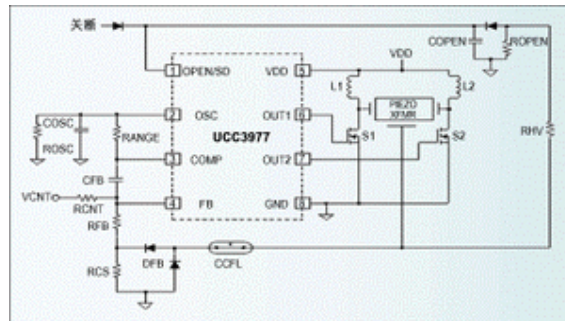 关断
COPEN
ROPEN
1
OPEN/SD
VDD
5
VDD
L1
L2
COSC
ROSC
RANGE
2
OSC
OUT1
6
PIEZO
XFMR
UCC3977
S1
S2
RHV
3
COMP
OUT2
7
CFB
VCNT
RCNT
4
FB
GND
8
RFB
DFB
CCFL
RCS